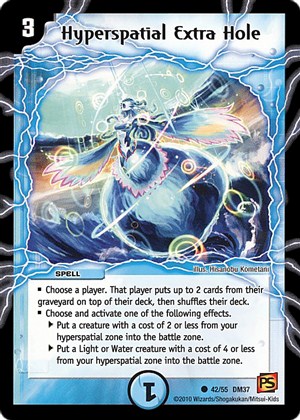 3
Hyperspatial Extra Hole
Illus. Hisanobu Kometani
SPELL
▪ Choose a player. That player puts up to 2 cards from their
graveyard on top of their deck, then shuffles their deck.
▪ Choose and activate one of the following effects.
▶ Put a creature with a cost of 2 or less from your
hyperspatial zone into the battle zone.
▶ Put a Light or Water creature with a cost of 4 or less
from your hyperspatial zone into the battle zone.
1
● 42/55 DM37
©2010 Wizards/Shogakukan/Mitsui-Kids
PS